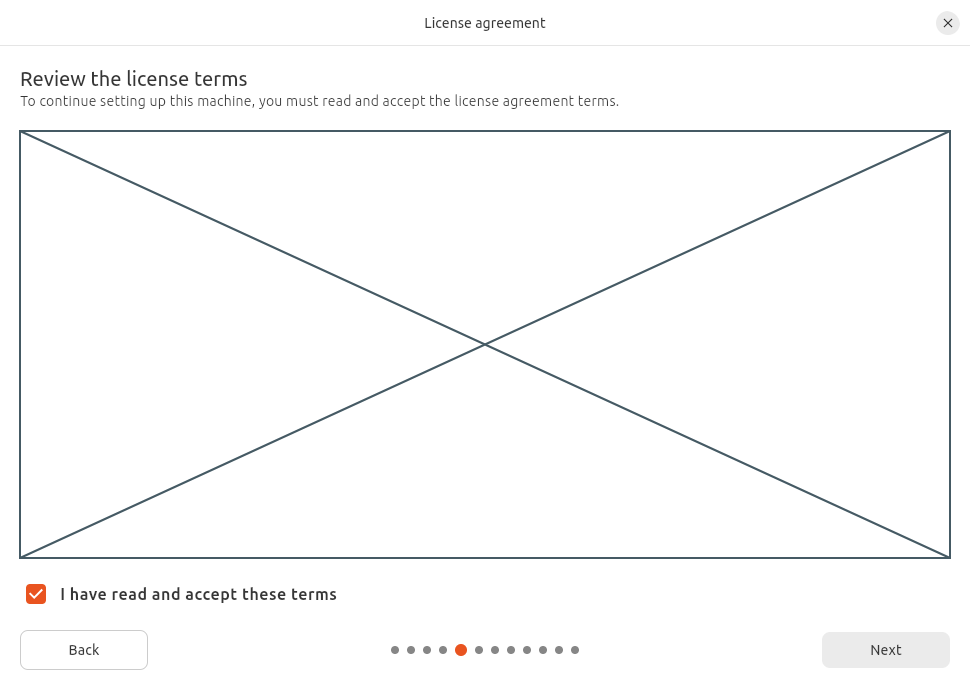 License agreement
Review the license terms
To continue setting up this machine, you must read and accept the license agreement terms.
I have read and accept these terms
Back
Next